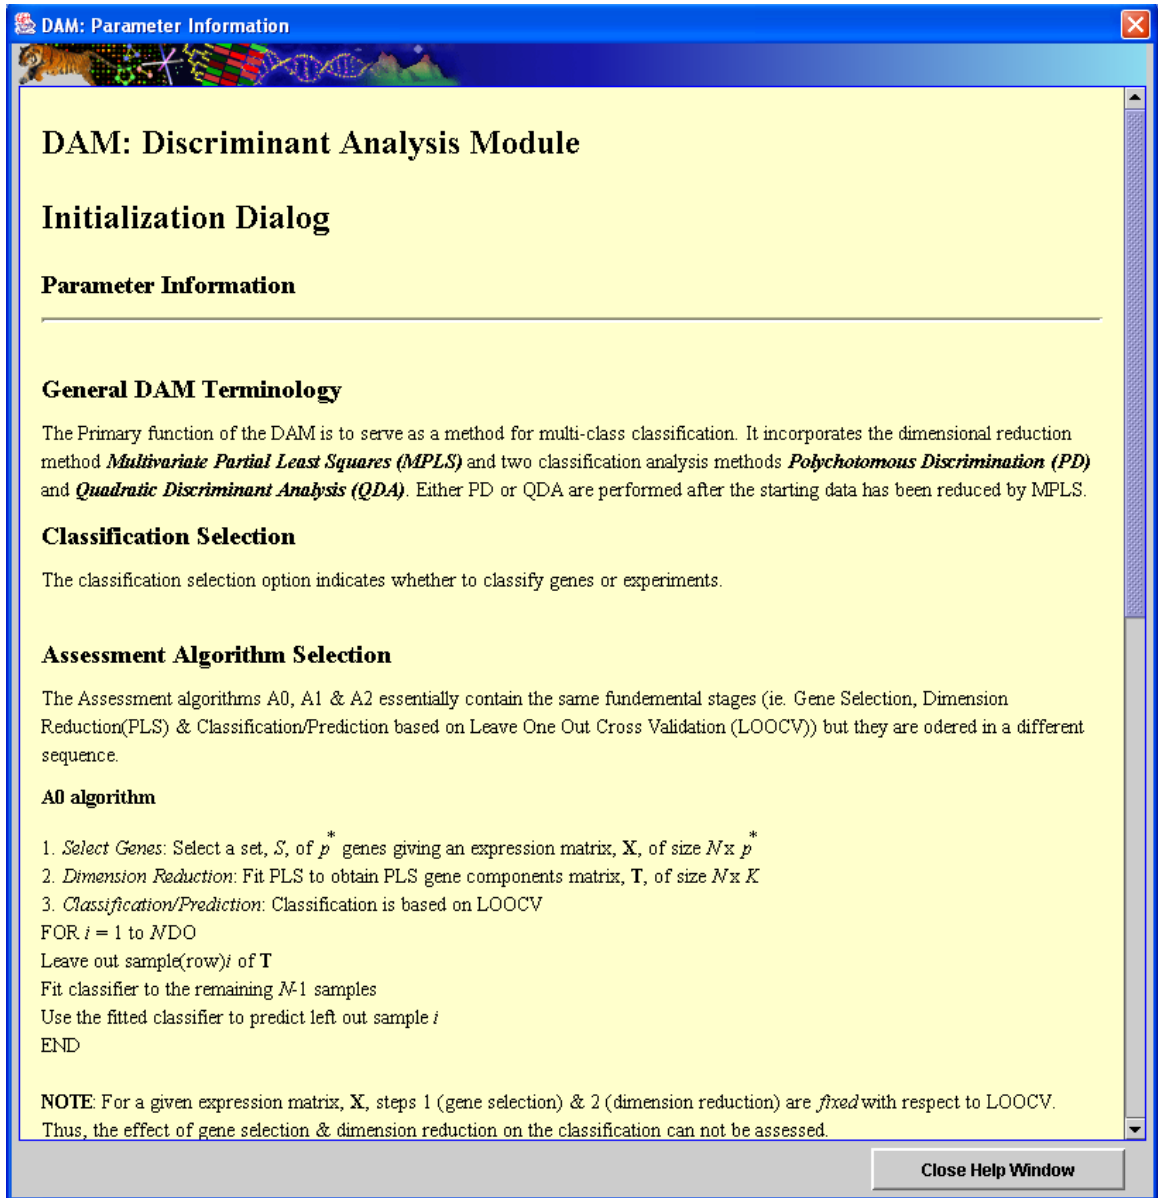 DAM: Parameter Information
DAM: Discriminant Analysis Module
Initialization Dialog
Parameter Information
General DAM Terminology
The Primary function of the DAM is to serve as a method for multi-class classification. It incorporates the dimensional reduction
method Multivariate Partial Least Squares (MPLS) and two classification analysis methods Polychotomous Discrimination (PD)
and Quadratic Discriminant Analysis (QDA). Either PD or QDA are performed after the starting data has been reduced by MPLS.
Classification Selection
The classification selection option indicates whether to classify genes or experiments.
Assessment Algorithm Selection
The Assessment algorithms A0, A1 & A2 essentially contain the same fundemental stages (ie. Gene Selection, Dimension
Reduction(PLS) & Classification/Prediction based on Leave One Out Cross Validation (LOOCV)) but they are odered in a different
sequence.
A0 algorithm
1. Select Genes: Select a set, S, of p* genes giving an expression matrix, X, of size N x p*
2. Dimension Reduction: Fit PLS to obtain PLS gene components matrix, T, of size N x K
3. Classification/Prediction: Classification is based on LOOCV
FOR i = 1 to N DO
Leave out sample(row)i of T
Fit classifier to the remaining N-1 samples
Use the fitted classifier to predict left out sample i
END
NOTE: For a given expression matrix, X, steps 1 (gene selection) & 2 (dimension reduction) are fixed with respect to LOOCV.
Thus, the effect of gene selection & dimension reduction on the classification can not be assessed.
Close Help Window